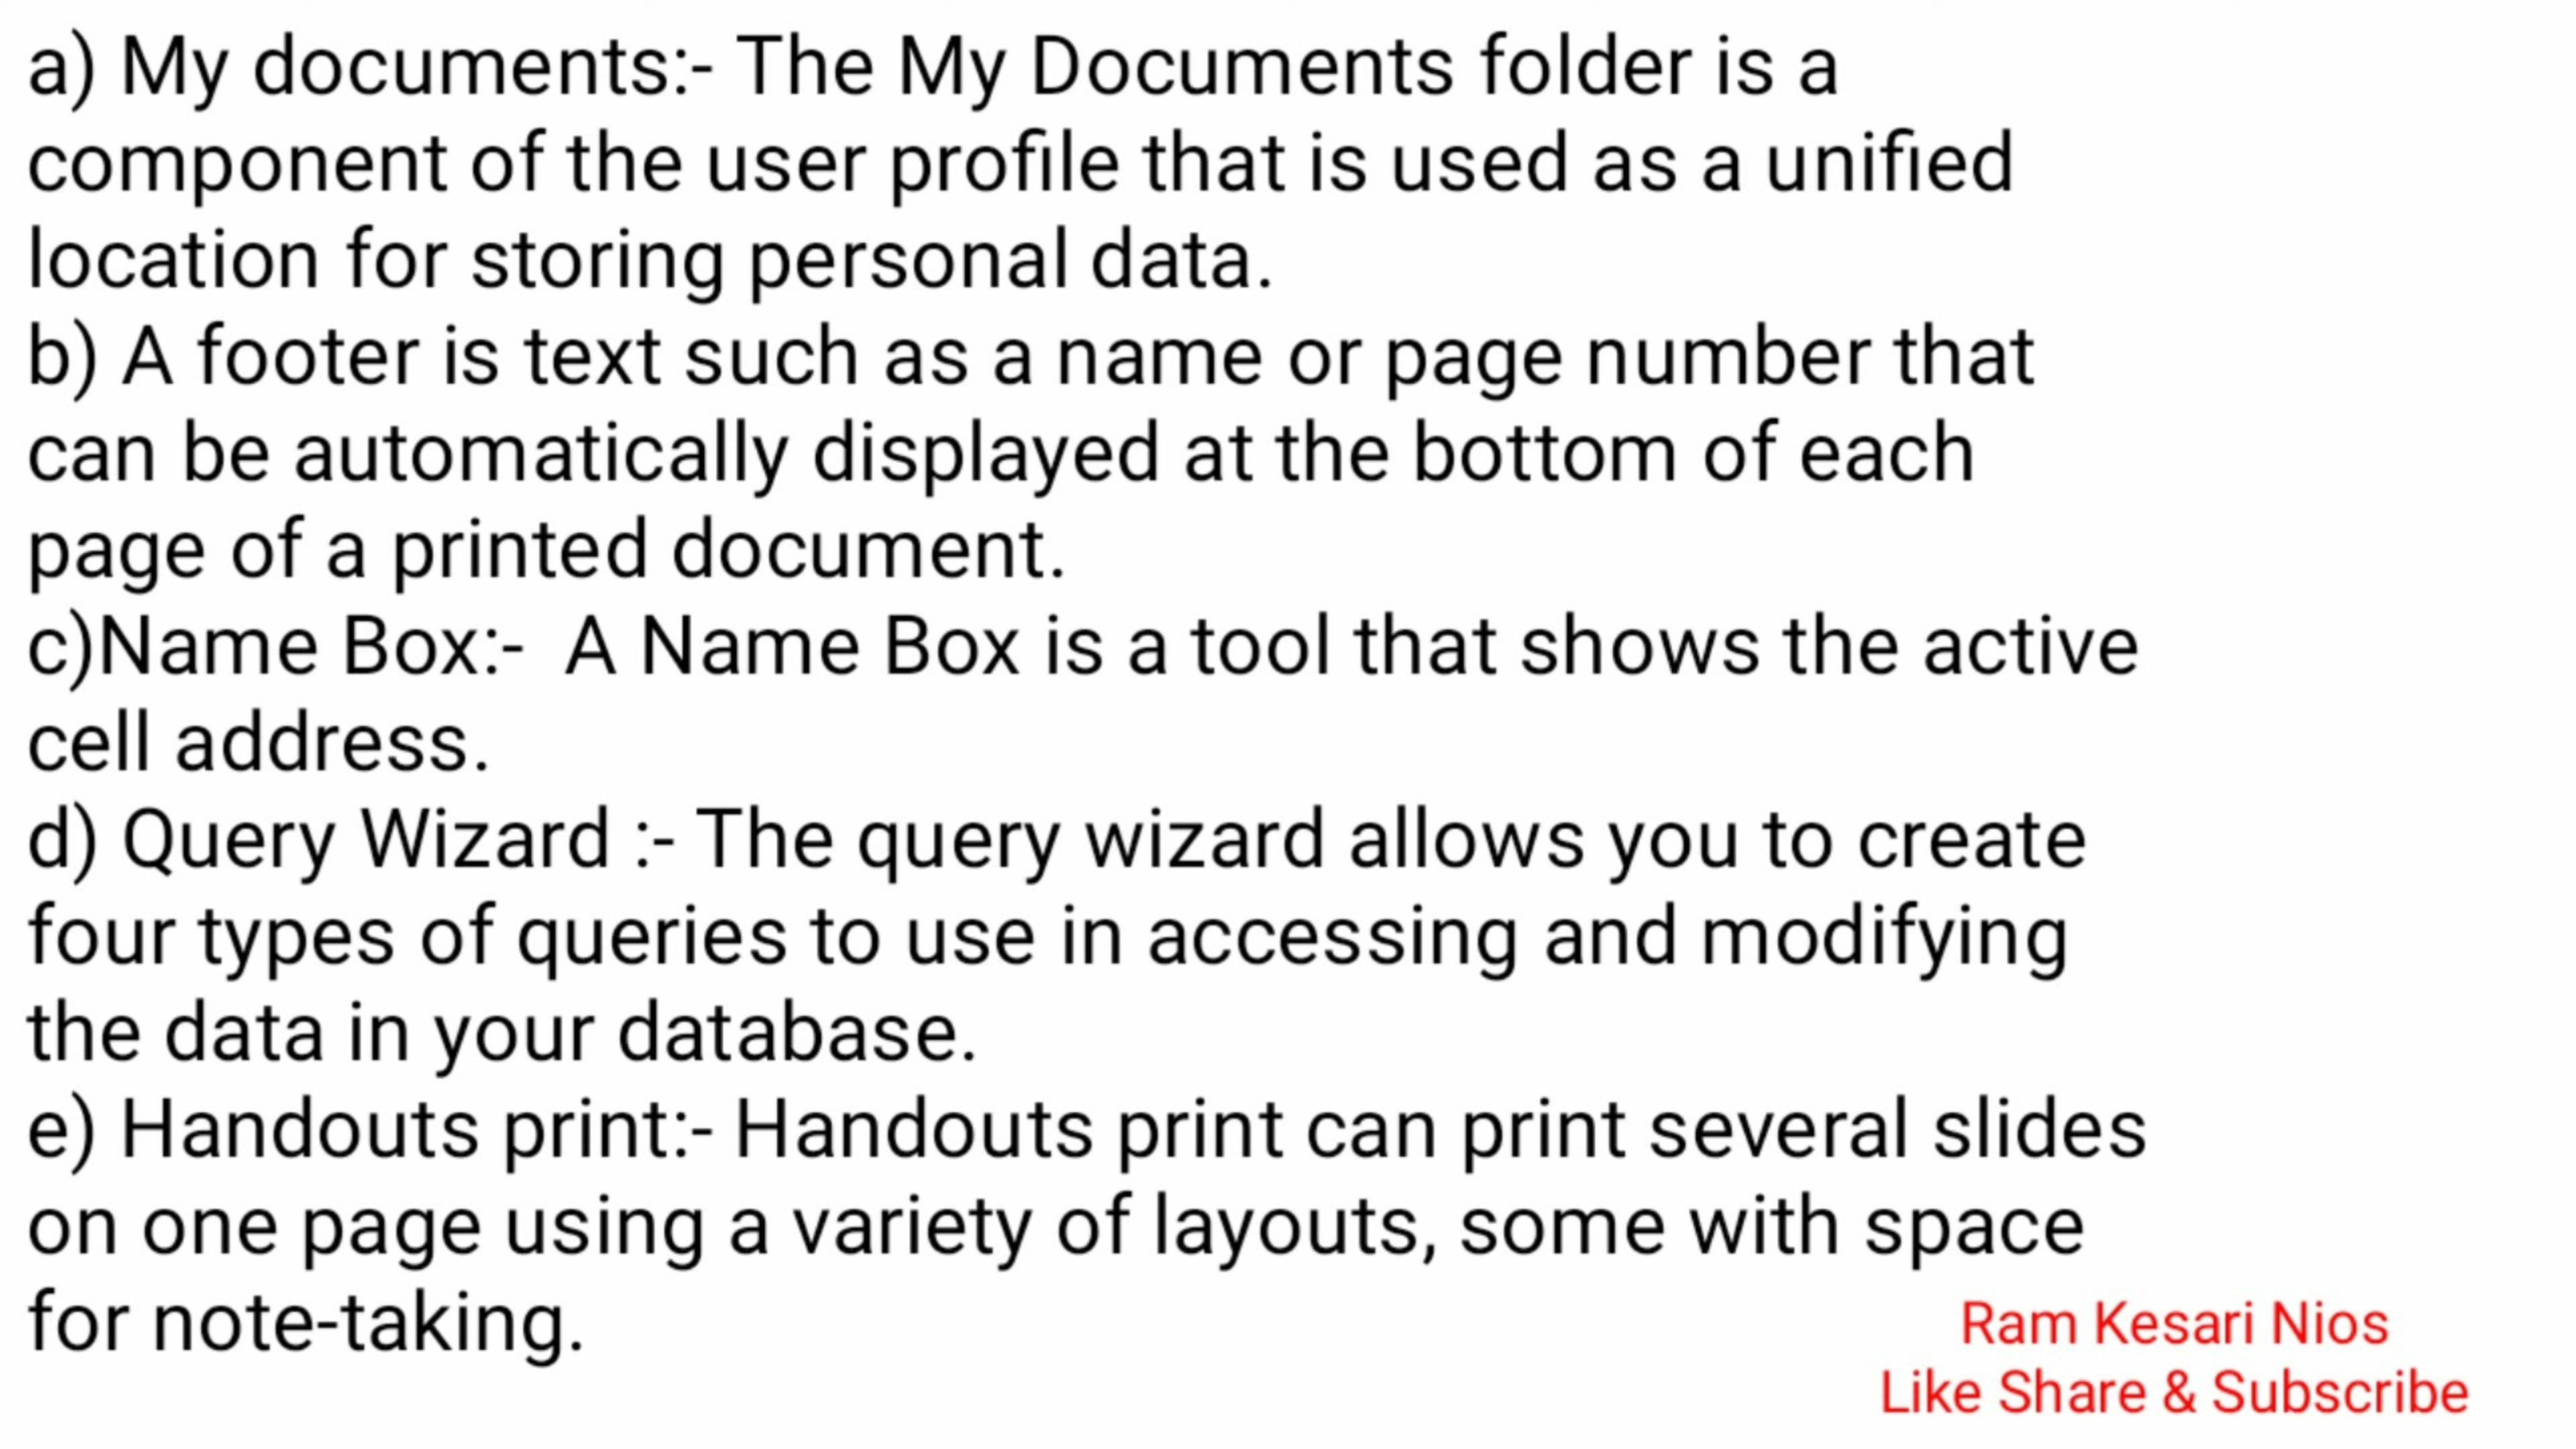 a) My documents:- The My Documents folder is a
component of the user profile that is used as a unified
location for storing personal data.
b) A footer is text such as a name or page number that
can be automatically displayed at the bottom of each
page of a printed document.
c)Name Box:-  A Name Box is a tool that shows the active
cell address.
d) Query Wizard :- The query wizard allows you to create
four types of queries to use in accessing and modifying
the data in your database.
e) Handouts print:- Handouts print can print several slides
on one page using a variety of layouts, some with space
for note-taking.
Ram Kesari Nios
Like Share & Subscribe